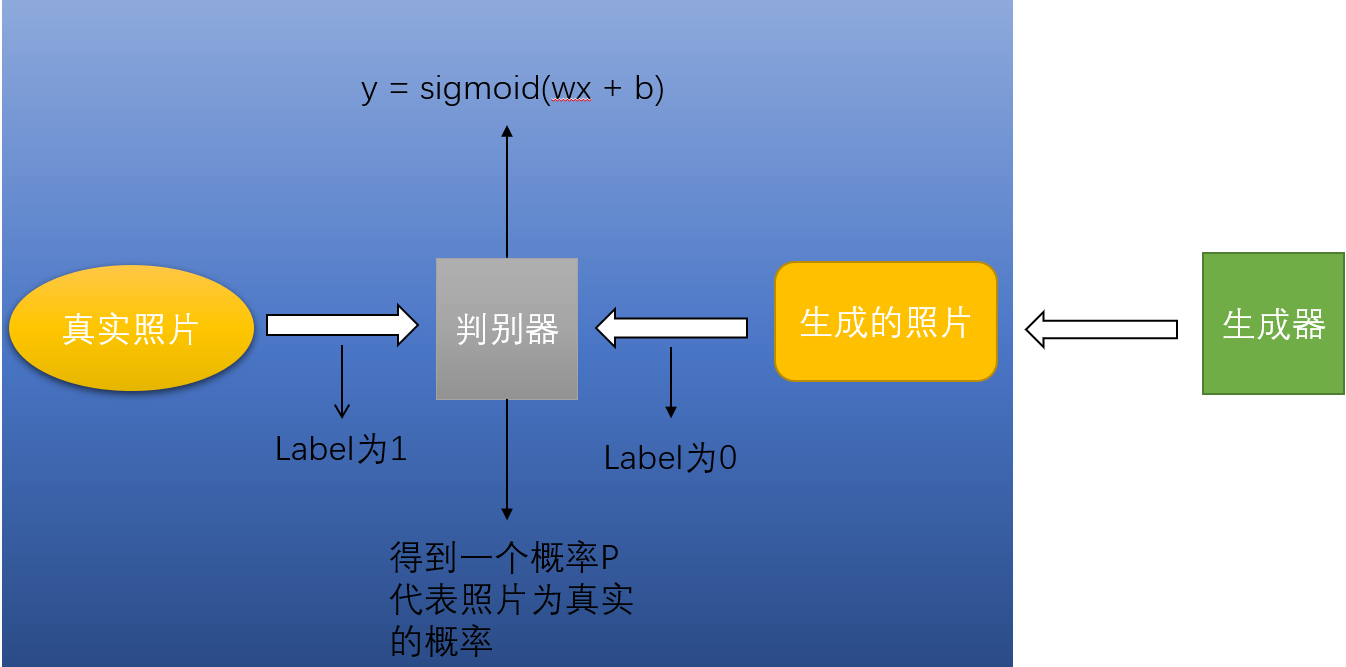 y = sigmoid(wx + b)
真实照片
判别器
生成的照片
生成器
Label为1
Label为0
得到一个概率P
代表照片为真实
的概率